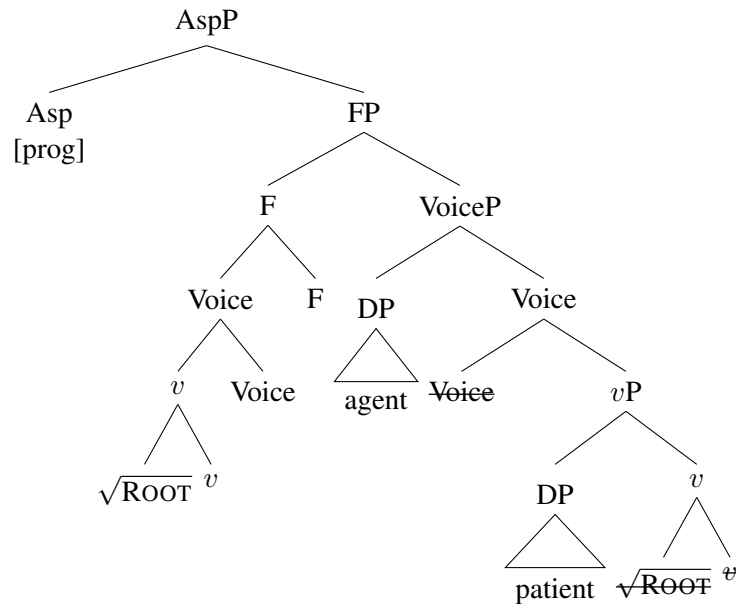 AspP
Asp FP
[prog]
F VoiceP
Voice F DP Voice
v Voice agent Voice vP
√ROOT v DP v
patient √ROOT v